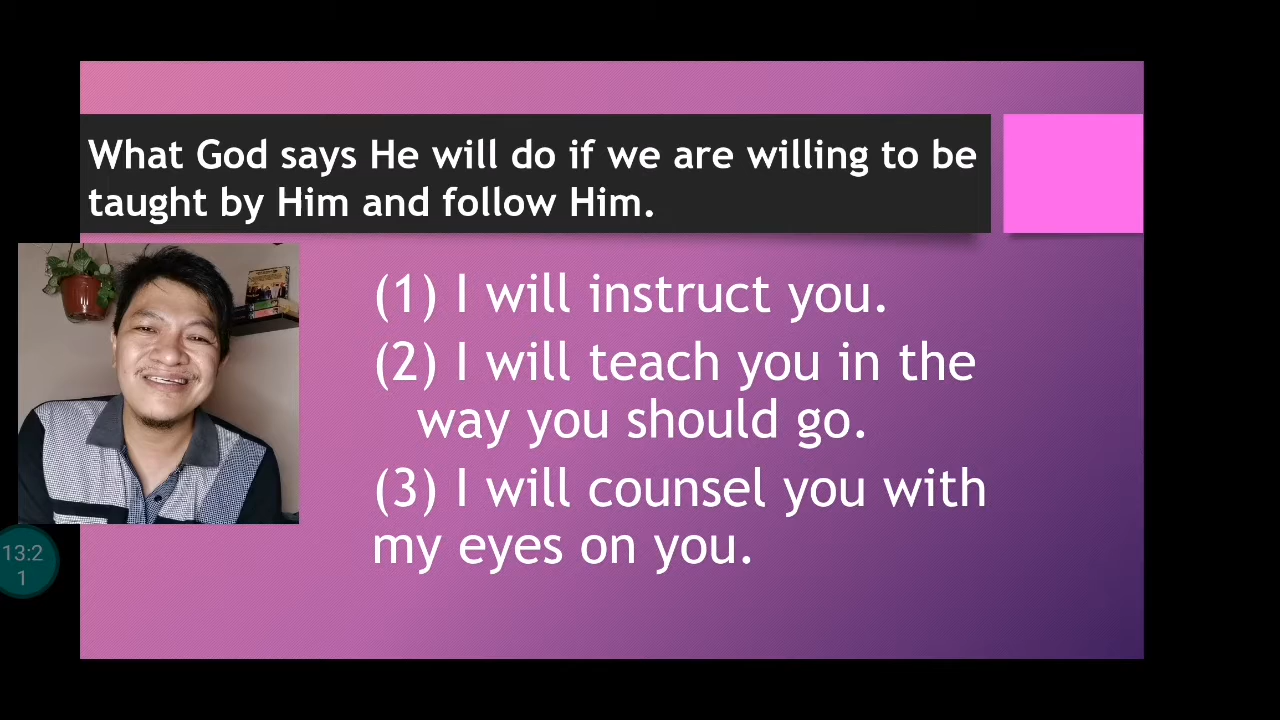 What God says He will do if we are willing to be
taught by Him and follow Him.
(1) I will instruct you.
(2) I will teach you in the
way you should go.
(3) I will counsel you with
my eyes on you.
13:2
1